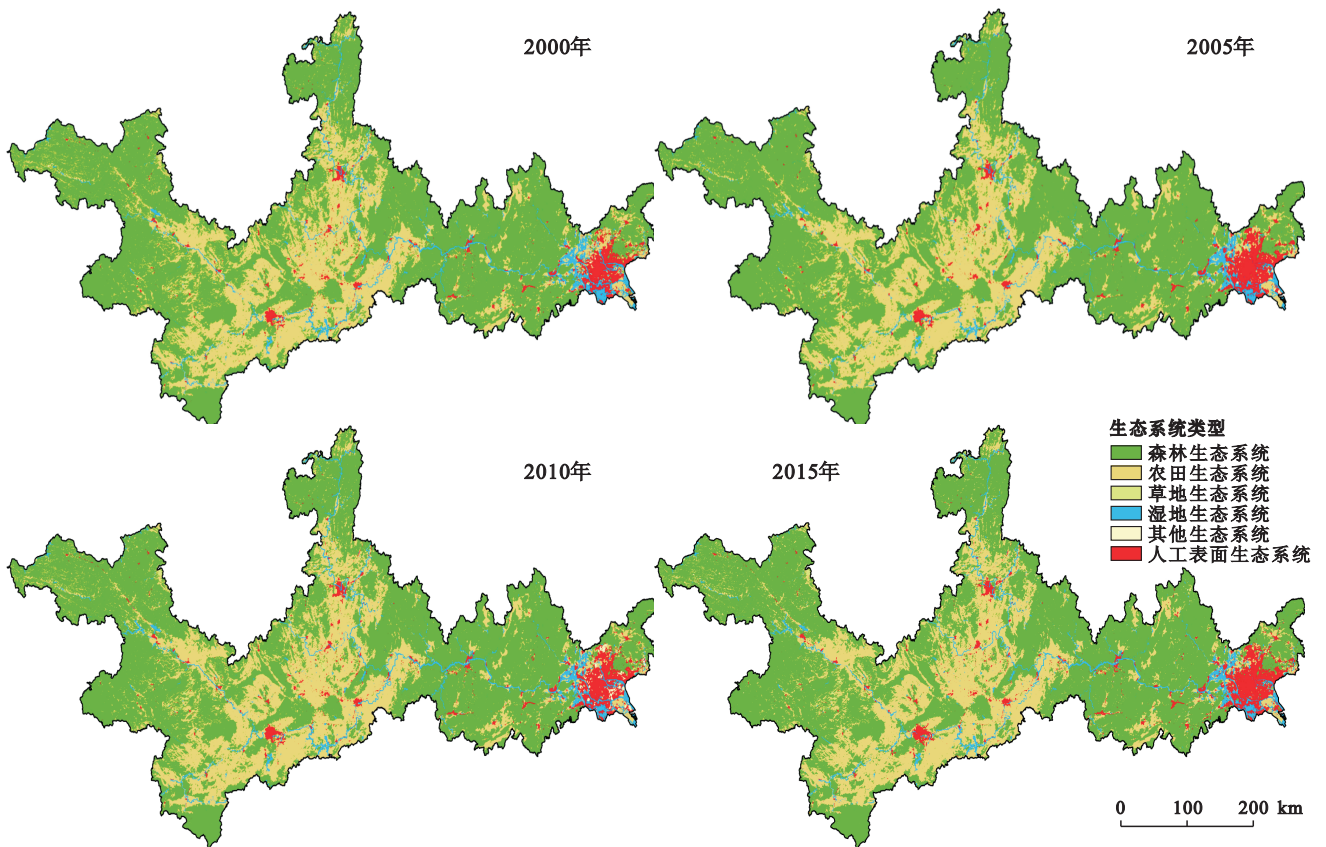 2000年
2005年
2010年
2015年
生态系统类型
森林生态系统
农田生态系统
草地生态系统
湿地生态系统
其他生态系统
人工表面生态系统
0 100 200 km